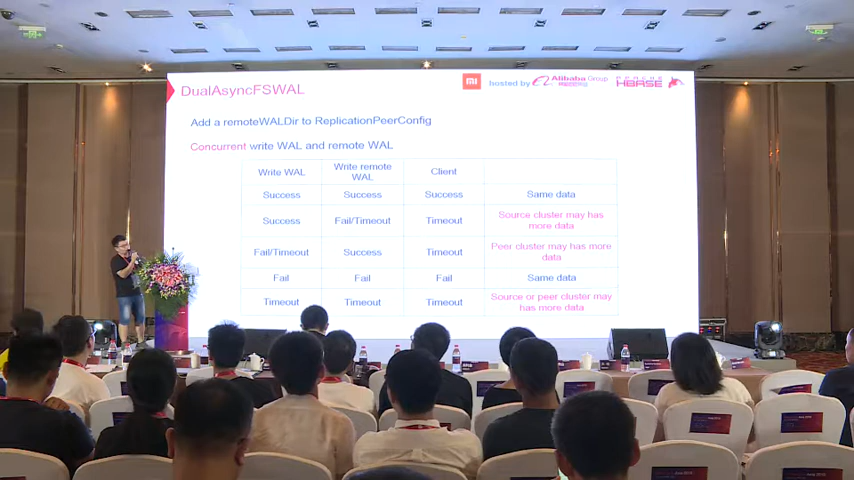 DualAsyncFSWAL
mi hosted by Alibaba Group APACHE HBASE
Add a remoteWALDir to ReplicationPeerConfig
Concurrent write WAL and remote WAL
Write WAL Write remote WAL Client
Success Success Success Same data
Success Fail/Timeout Timeout Source cluster may has more data
Fail/Timeout Success Timeout Peer cluster may has more data
Fail Fail Fail Same data
Timeout Timeout Timeout Source or peer cluster may has more data